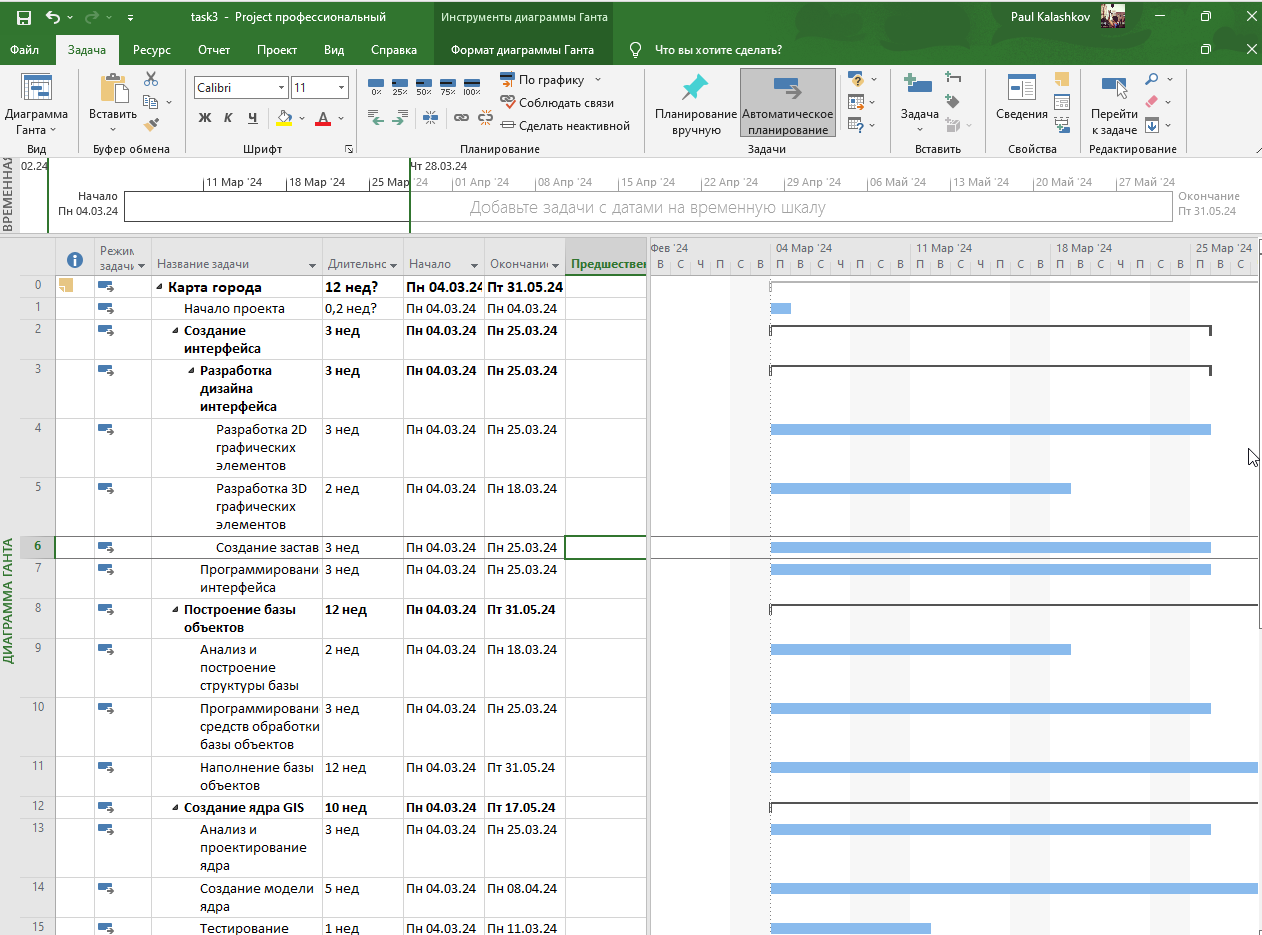 task3 - Project профессиональный
Инструменты диаграммы Ганта
Paul Kalashkov
Файл Задача Ресурс Отчет Проект Вид Справка Формат диаграммы Ганта Что вы хотите сделать?
Диаграмма Ганта
Вид
Вставить
Буфер обмена
Calibri 11
Ж К Ч А
Шрифт
0% 25% 50% 75% 100%
По графику
Соблюдать связи
Сделать неактивной
Планирование
Планирование вручную
Автоматическое планирование
Задачи
Задача
Вставить
Сведения
Свойства
Перейти к задаче
Редактирование
ВРЕМЕННАЯ
02.24 Чт 28.03.24
11 Мар '24 18 Мар '24 25 Мар '24 01 Апр '24 08 Апр '24 15 Апр '24 22 Апр '24 29 Апр '24 06 Май '24 13 Май '24 20 Май '24 27 Май '24
Начало
Пн 04.03.24
Добавьте задачи с датами на временную шкалу
Окончание
Пт 31.05.24
ДИАГРАММА ГАНТА
Режим задачи Название задачи Длительнс Начало Окончани Предшествен
Фев '24 04 Мар '24 11 Мар '24 18 Мар '24 25 Мар '24
В С Ч П С В П В С Ч П С В П В С Ч П С В П В С Ч П С В П В С
0 Карта города 12 нед? Пн 04.03.24 Пт 31.05.24
1 Начало проекта 0,2 нед? Пн 04.03.24 Пн 04.03.24
2 Создание интерфейса 3 нед Пн 04.03.24 Пн 25.03.24
3 Разработка дизайна интерфейса 3 нед Пн 04.03.24 Пн 25.03.24
4 Разработка 2D графических элементов 3 нед Пн 04.03.24 Пн 25.03.24
5 Разработка 3D графических элементов 2 нед Пн 04.03.24 Пн 18.03.24
6 Создание застав 3 нед Пн 04.03.24 Пн 25.03.24
7 Программировани интерфейса 3 нед Пн 04.03.24 Пн 25.03.24
8 Построение базы объектов 12 нед Пн 04.03.24 Пт 31.05.24
9 Анализ и построение структуры базы 2 нед Пн 04.03.24 Пн 18.03.24
10 Программировани средств обработки базы объектов 3 нед Пн 04.03.24 Пн 25.03.24
11 Наполнение базы объектов 12 нед Пн 04.03.24 Пт 31.05.24
12 Создание ядра GIS 10 нед Пн 04.03.24 Пт 17.05.24
13 Анализ и проектирование ядра 3 нед Пн 04.03.24 Пн 25.03.24
14 Создание модели ядра 5 нед Пн 04.03.24 Пн 08.04.24
15 Тестирование 1 нед Пн 04.03.24 Пн 11.03.24